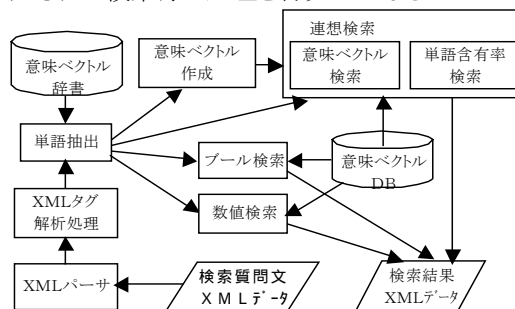 連想検索
意味ベクトル
検索
単語含有率
検索
意味ベクトル
作成
意味ベクトル
辞書
単語抽出
ブール検索
意味ベクトル
DB
XMLタグ
解析処理
数値検索
XMLパーサ
検索質問文
XMLデータ
検索結果
XMLデータ